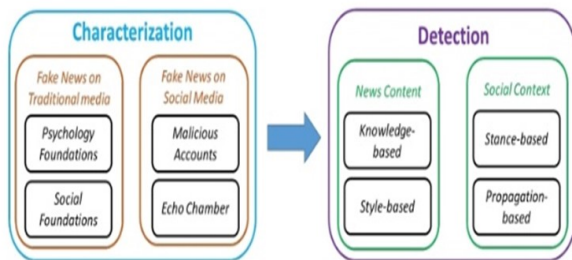 Characterization
Fake News on
Traditional media
Psychology
Foundations
Social
Foundations
Fake News on
Social Media
Malicious
Accounts
Echo Chamber
Detection
News Content
Knowledge-
based
Style-based
Social Context
Stance-based
Propagation-
based